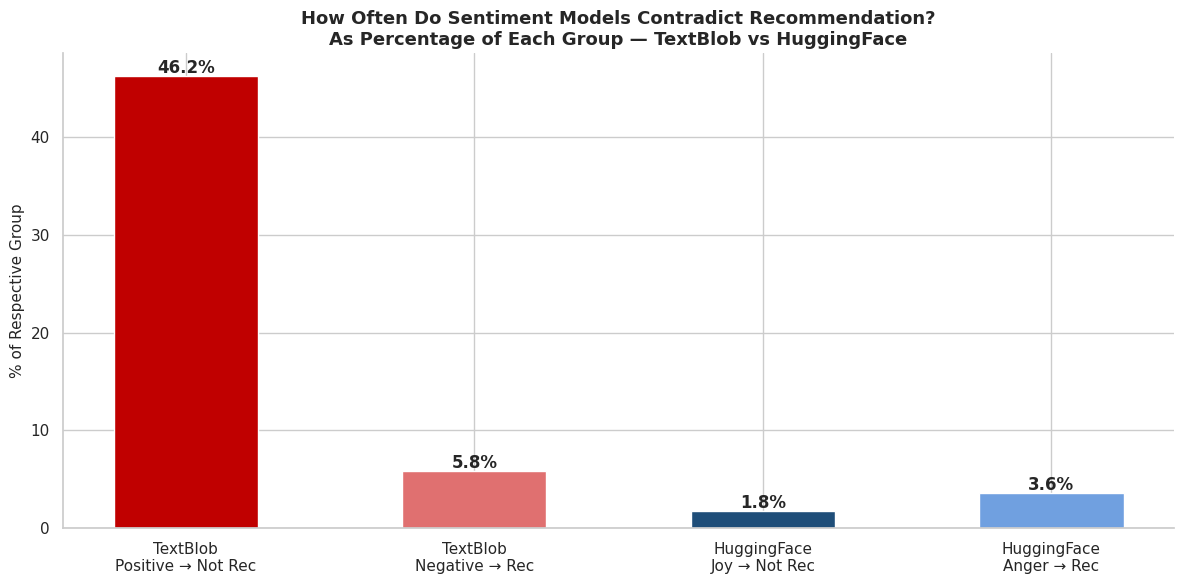 How Often Do Sentiment Models Contradict Recommendation?
As Percentage of Each Group — TextBlob vs HuggingFace
% of Respective Group
40
30
20
10
0
46.2%
5.8%
1.8%
3.6%
TextBlob
Positive → Not Rec
TextBlob
Negative → Rec
HuggingFace
Joy → Not Rec
HuggingFace
Anger → Rec